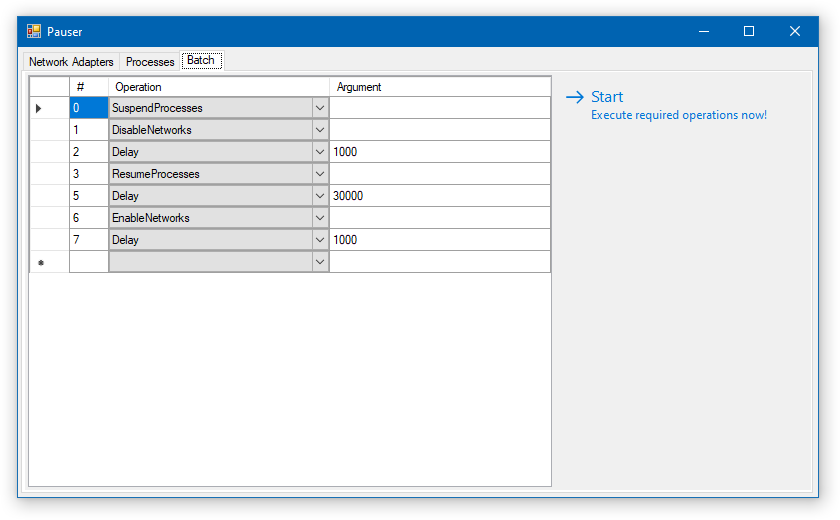 Pauser
Network Adapters Processes Batch
# Operation Argument
0 SuspendProcesses
1 DisableNetworks
2 Delay 1000
3 ResumeProcesses
5 Delay 30000
6 EnableNetworks
7 Delay 1000
Start
Execute required operations now!